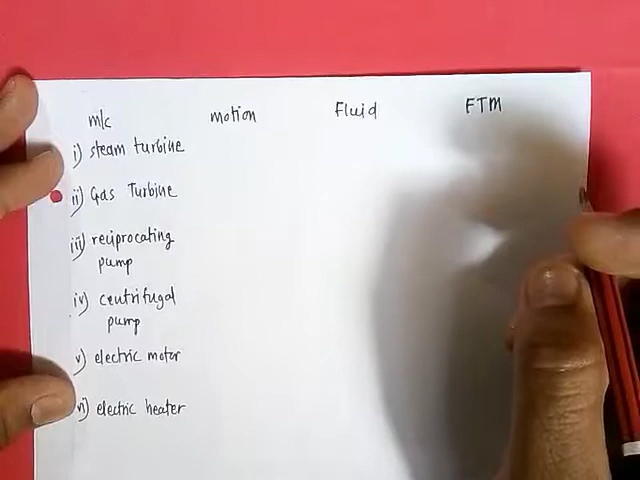 m/c motion Fluid FTM
i) steam turbine
ii) Gas Turbine
iii) reciprocating
pump
iv) centrifugal
pump
v) electric motor
vi) electric heater